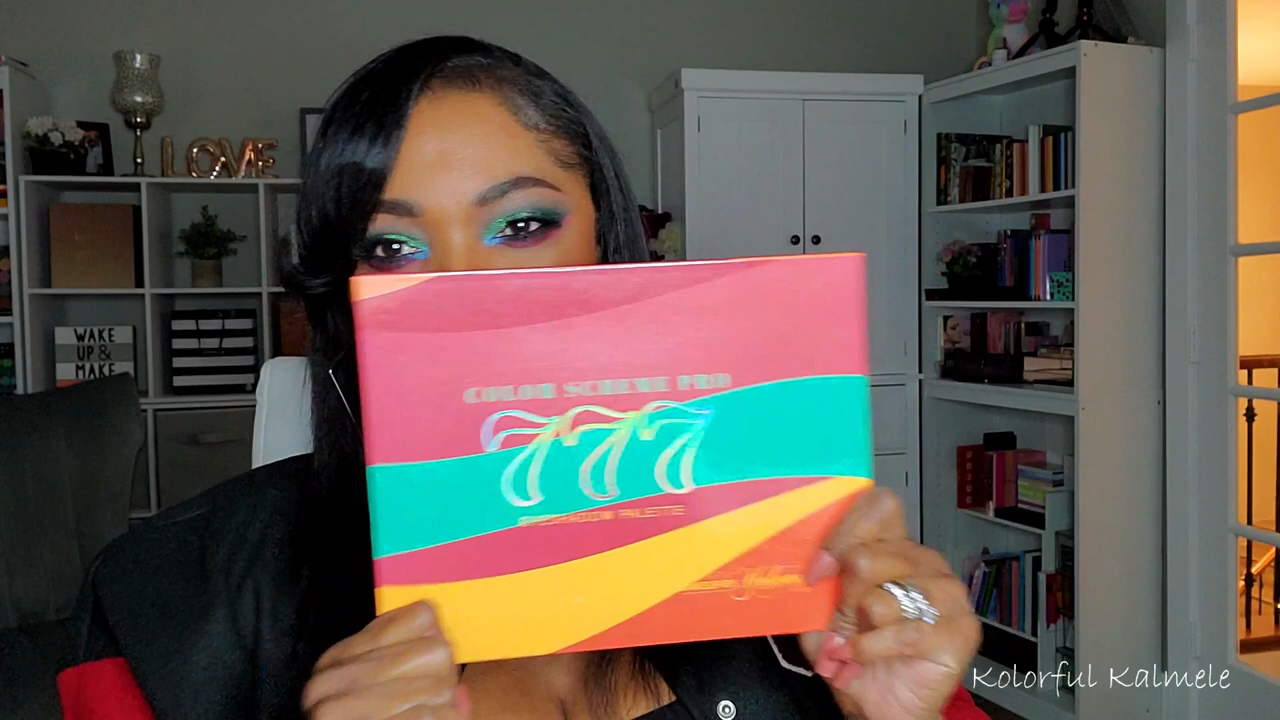 LOVE
WAKE
UP &
MAKE
COLOR SCHEME PRO
777
EYESHADOW PALETTE
Kolorful Kalmele